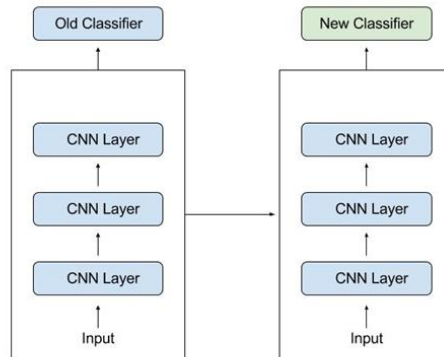 Old Classifier
CNN Layer
CNN Layer
CNN Layer
Input
New Classifier
CNN Layer
CNN Layer
CNN Layer
Input